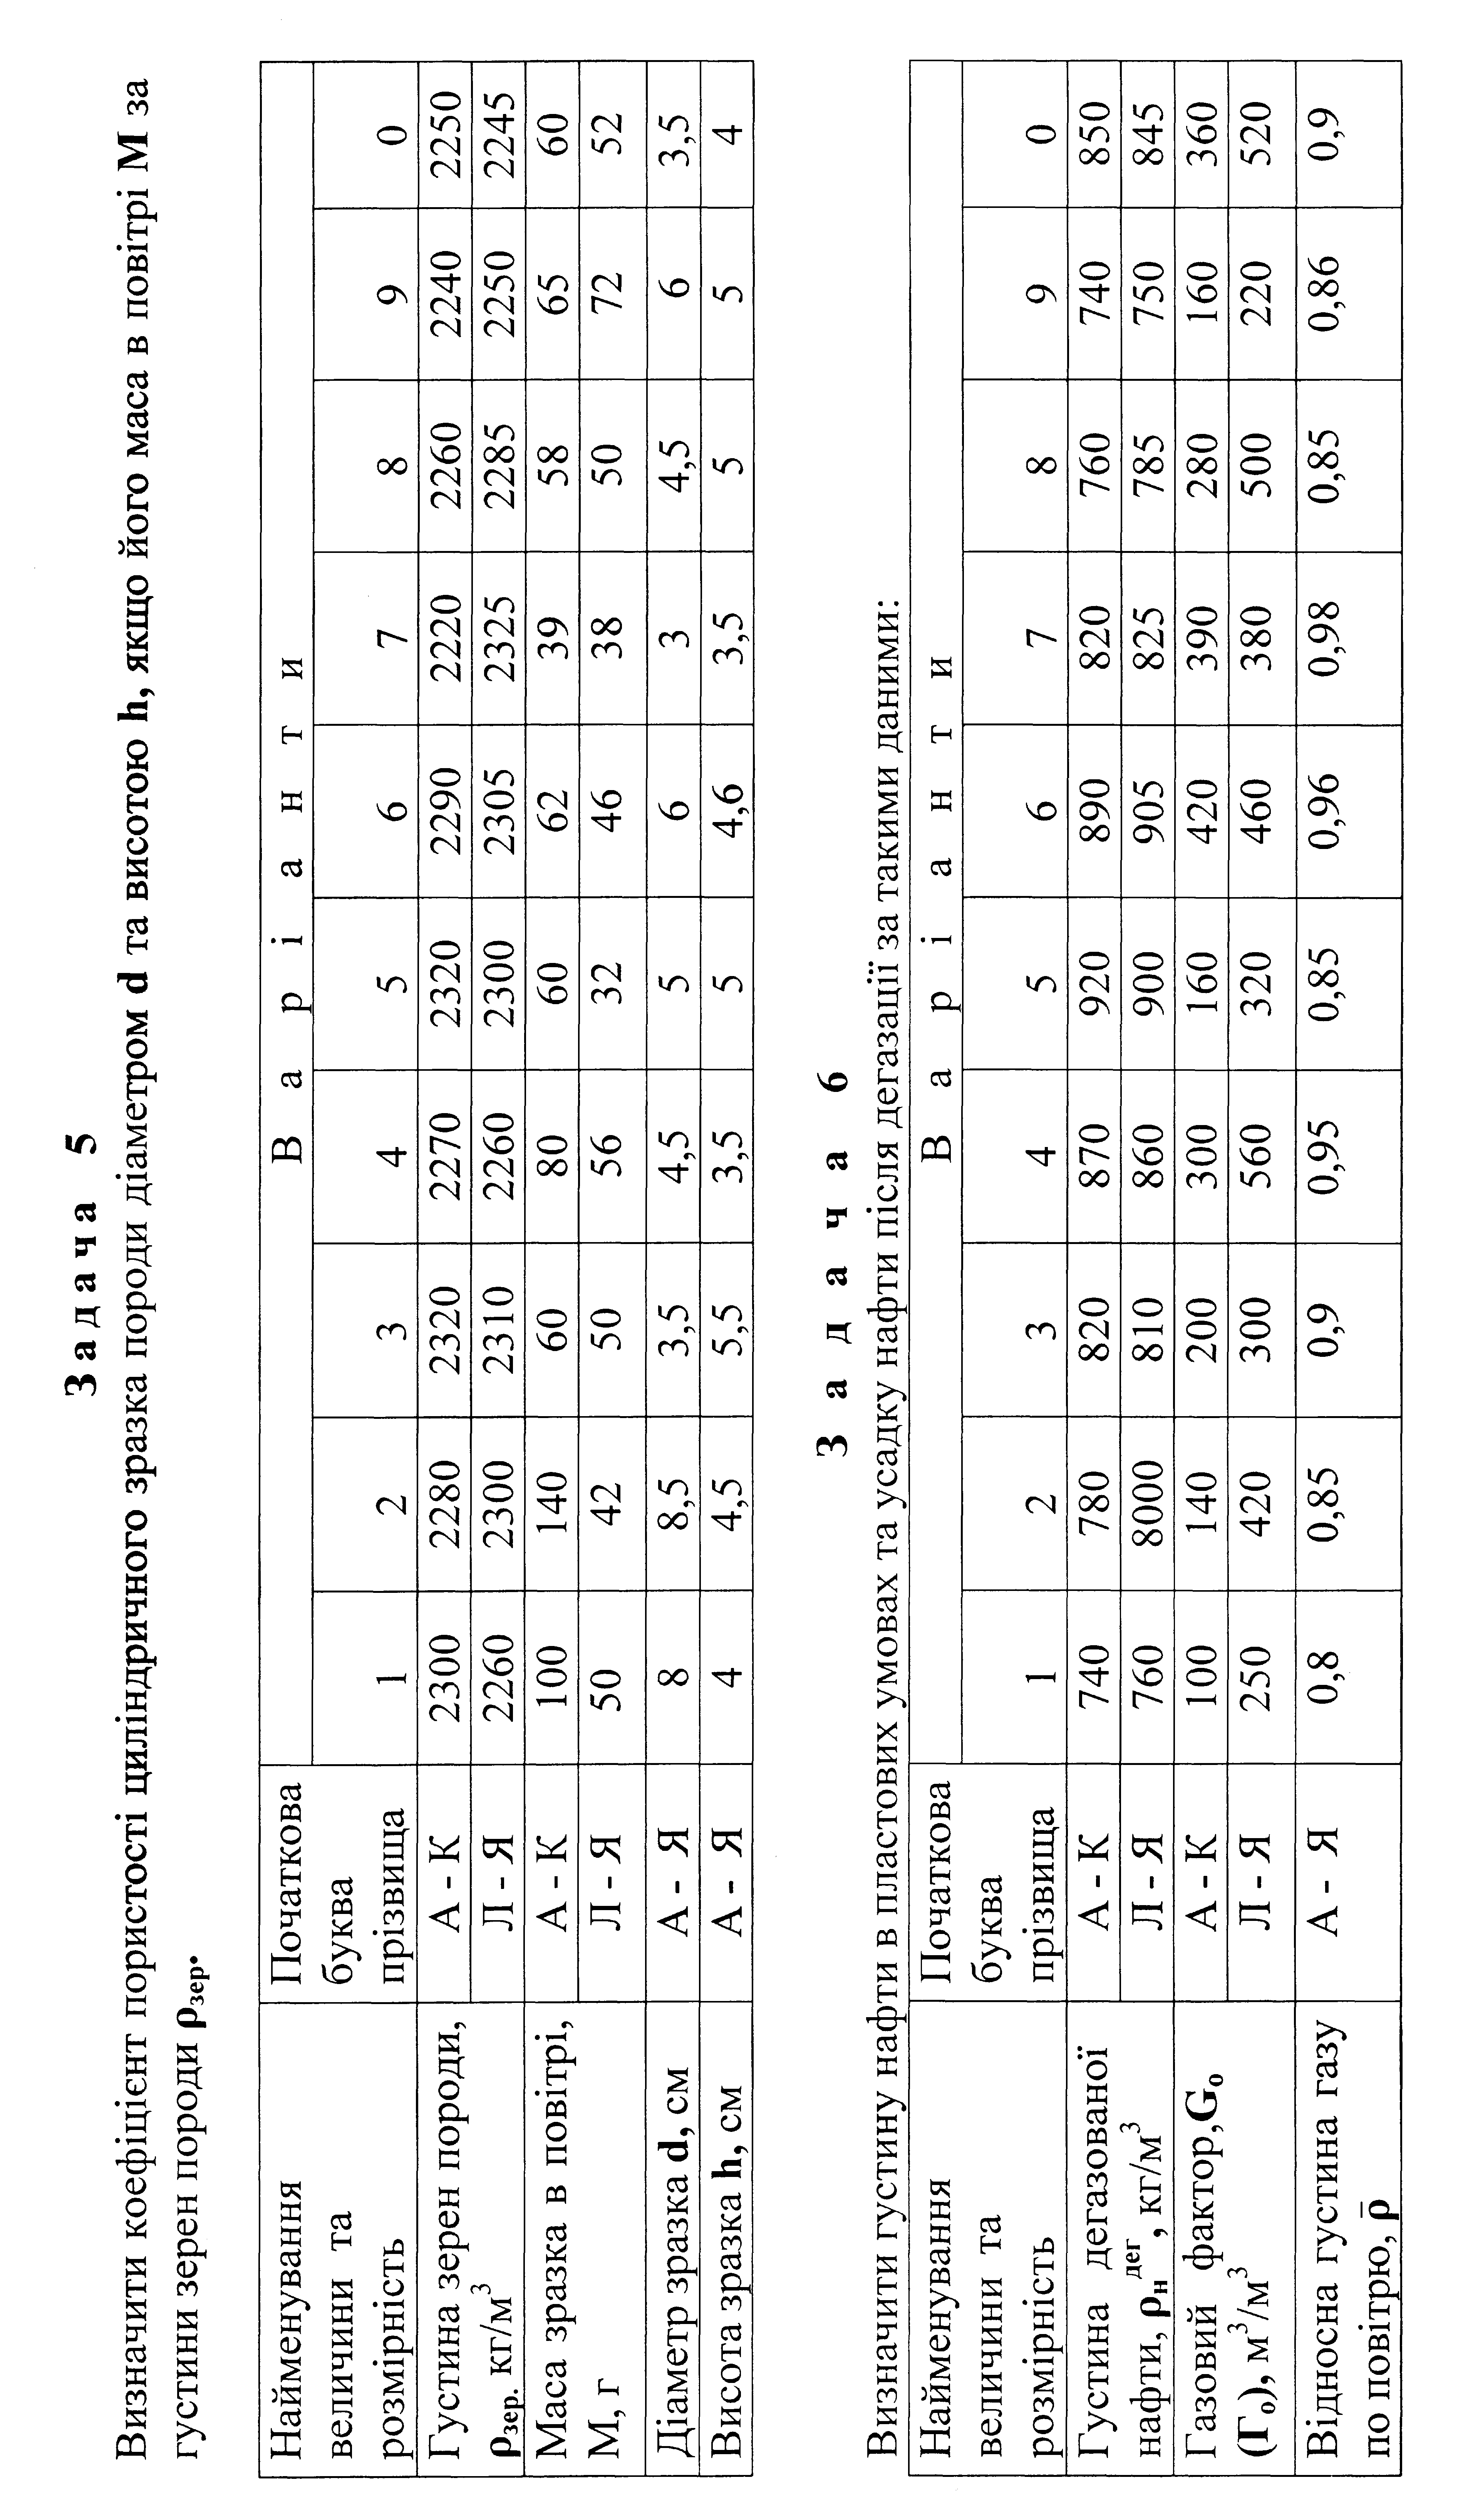 Задача 5
Визначити коефіцієнт пористості циліндричного зразка породи діаметром d та висотою h, якщо його маса в повітрі М за
густини зерен породи ρзер.
Найменування Початкова В а р і а н т и
величини та буква
розмірність прізвища 1 2 3 4 5 6 7 8 9 0
Густина зерен породи, А - К 2300 2280 2320 2270 2320 2290 2220 2260 2240 2250
ρзер. кг/м3 Л - Я 2260 2300 2310 2260 2300 2305 2325 2285 2250 2245
Маса зразка в повітрі, А - К 100 140 60 80 60 62 39 58 65 60
М, г Л - Я 50 42 50 56 32 46 38 50 72 52
Діаметр зразка d, см А - Я 8 8,5 3,5 4,5 5 6 3 4,5 6 3,5
Висота зразка h, см А - Я 4 4,5 5,5 3,5 5 4,6 3,5 5 5 4
З а д а ч а 6
Визначити густину нафти в пластових умовах та усадку нафти після дегазації за такими даними:
Найменування Початкова В а р і а н т и
величини та буква
розмірність прізвища 1 2 3 4 5 6 7 8 9 0
Густина дегазованої А - К 740 780 820 870 920 890 820 760 740 850
нафти, ρн дег, кг/м3 Л - Я 760 8000 810 860 900 905 825 785 750 845
Газовий фактор,Gо А - К 100 140 200 300 160 420 390 280 160 360
(Го), м3/м3 Л - Я 250 420 300 560 320 460 380 500 220 520
Відносна густина газу А - Я 0,8 0,85 0,9 0,95 0,85 0,96 0,98 0,85 0,86 0,9
по повітрю, ρ̄